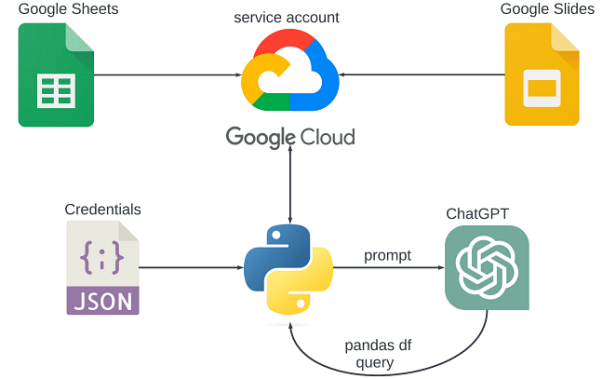 Google Sheets
service account
Google Slides
Google Cloud
Credentials
{;}
JSON
prompt
ChatGPT
pandas df
query